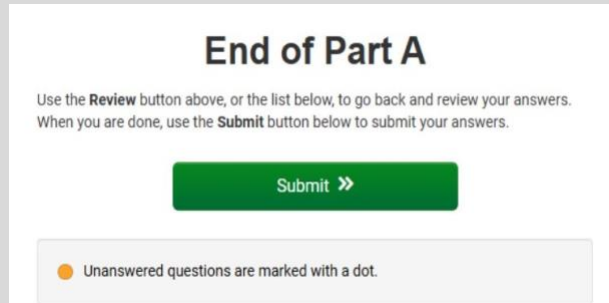 End of Part A
Use the Review button above, or the list below, to go back and review your answers.
When you are done, use the Submit button below to submit your answers.
Submit »
Unanswered questions are marked with a dot.